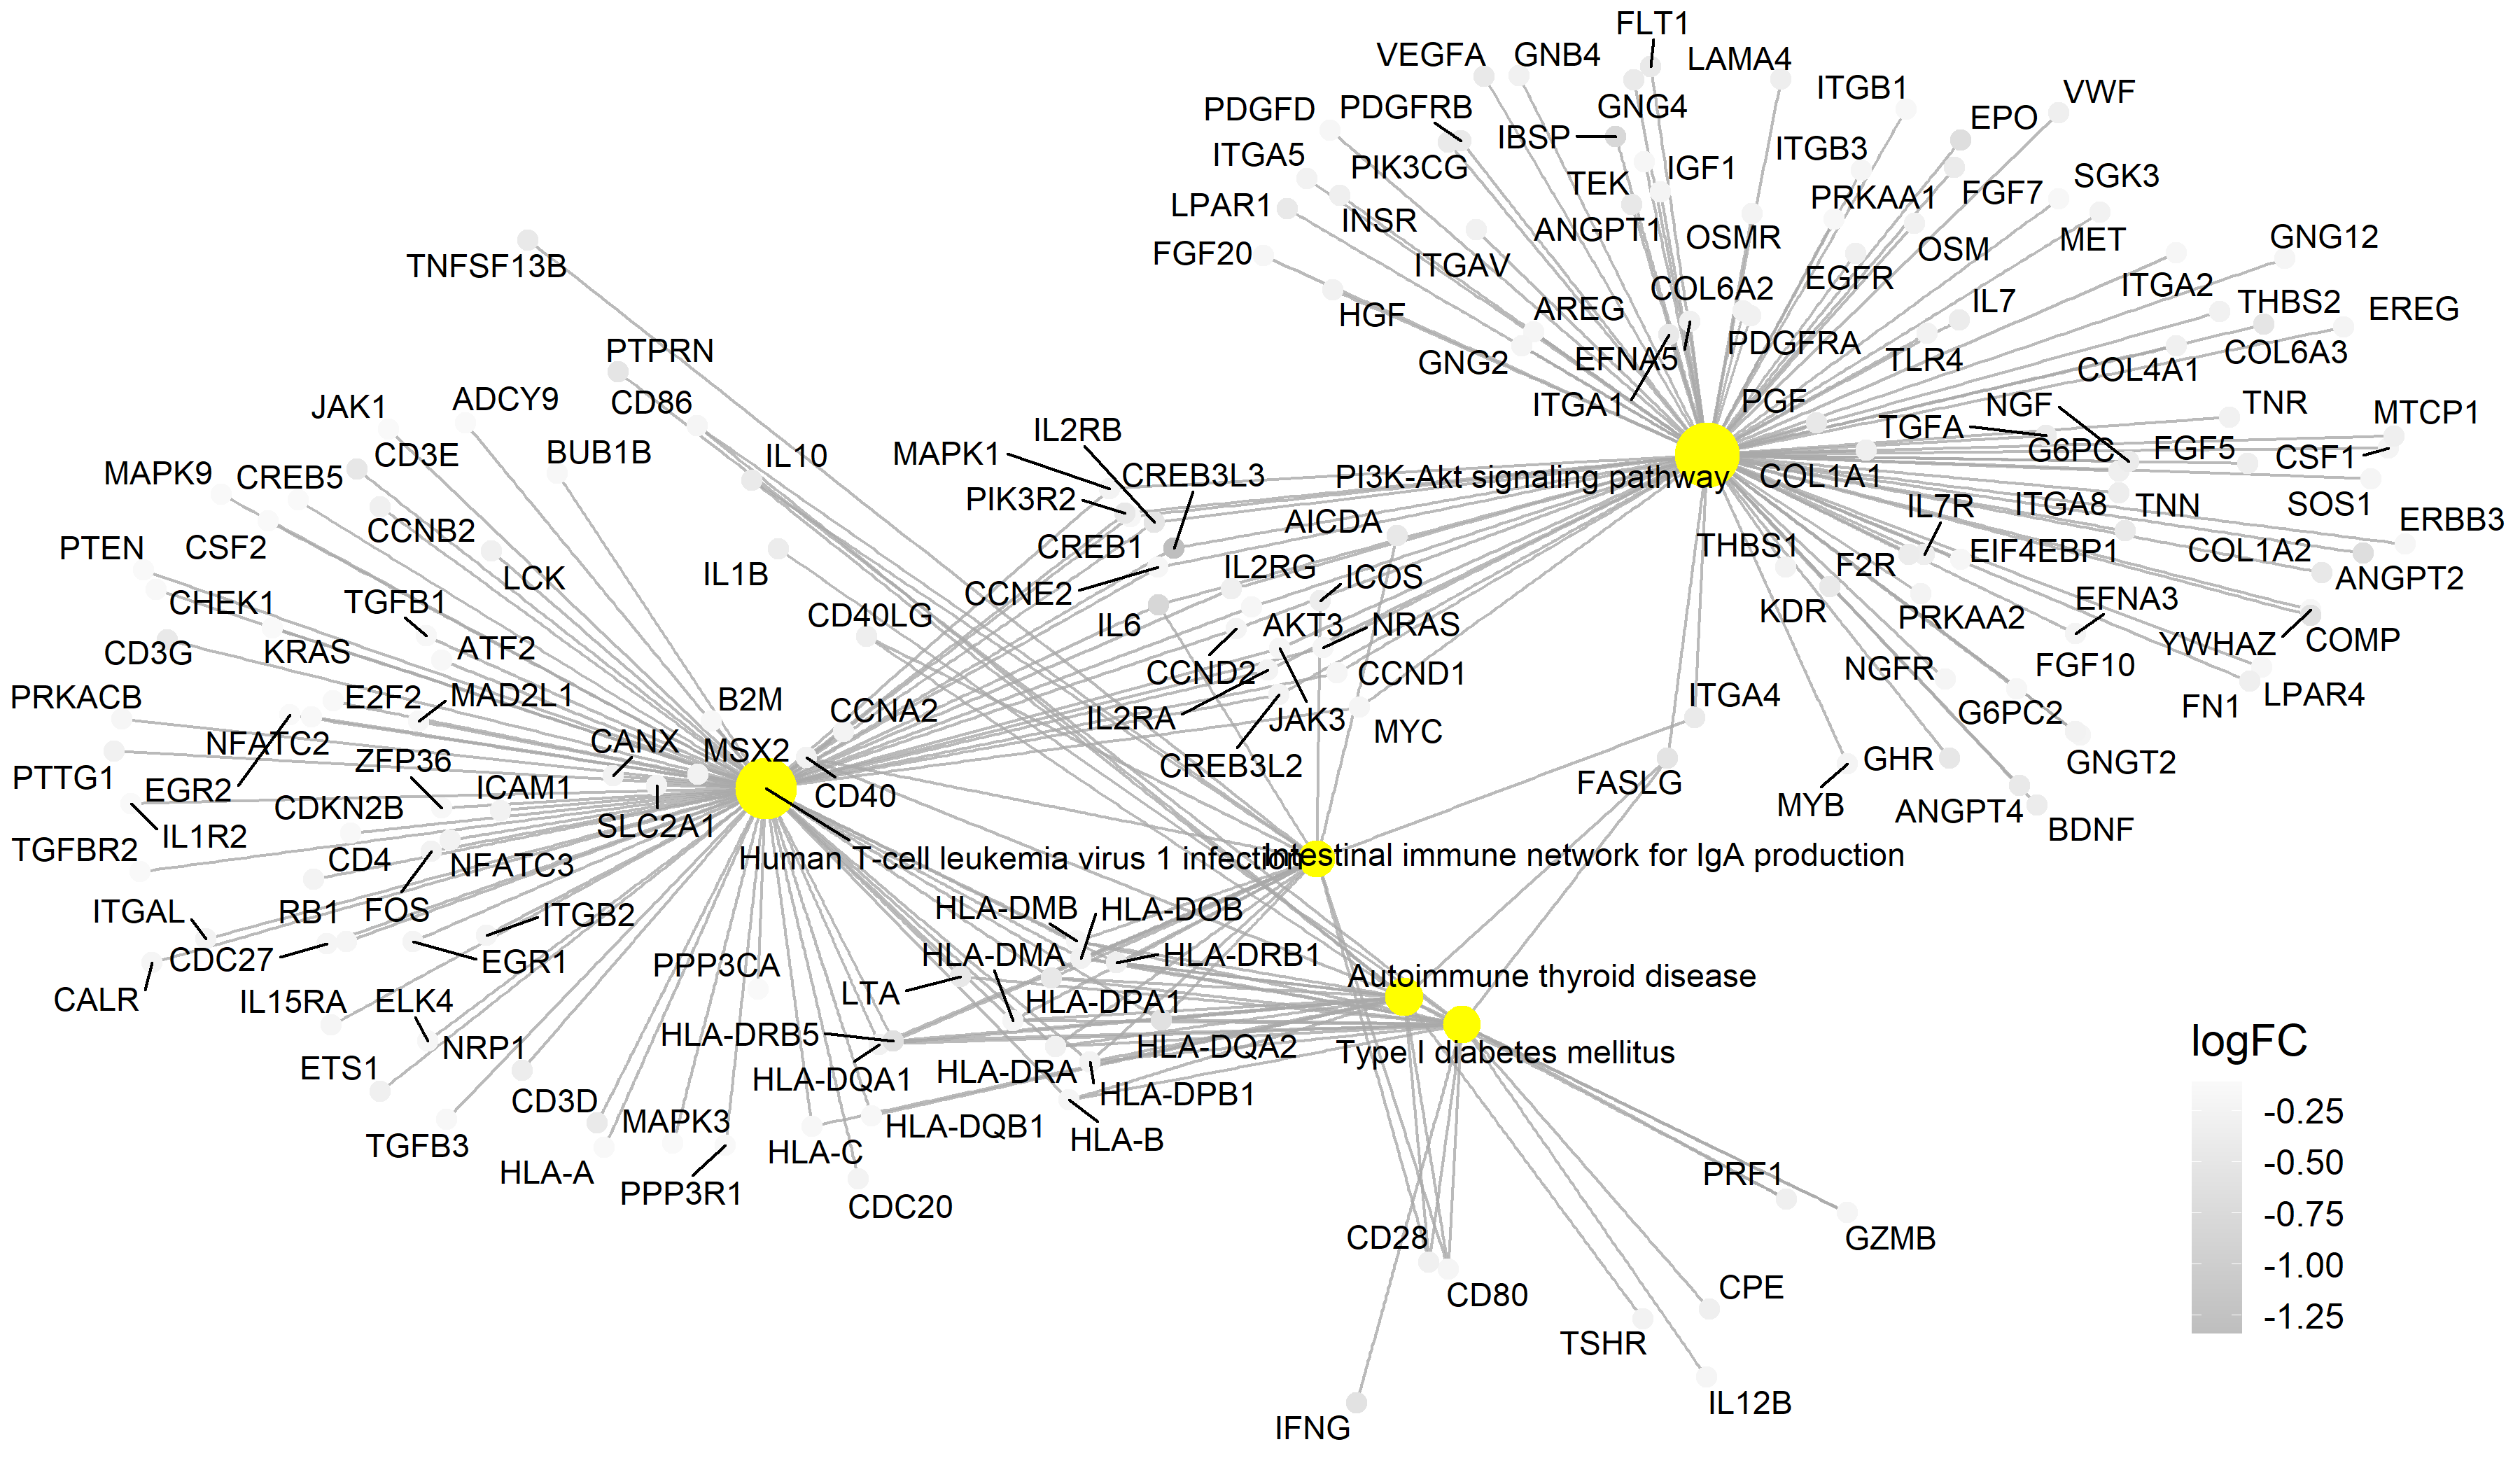 FLT1
VEGFA
GNB4
LAMA4
ITGB1
VWF
PDGFD
PDGFRB
GNG4
IBSP
EPO
ITGA5
PIK3CG
ITGB3
TEK
IGF1
PRKAA1
FGF7
SGK3
LPAR1
INSR
ANGPT1
OSMR
OSM
MET
GNG12
FGF20
ITGAV
EGFR
ITGA2
TNFSF13B
COL6A2
IL7
THBS2
EREG
HGF
AREG
PTPRN
GNG2
EFNA5
PDGFRA
TLR4
COL4A1
COL6A3
JAK1
ADCY9
CD86
ITGA1
PGF
NGF
TNR
MTCP1
IL2RB
TGFA
CD3E
BUB1B
IL10
MAPK1
G6PC
FGF5
CSF1
MAPK9
CREB5
CREB3L3
PI3K-Akt signaling pathway
COL1A1
PIK3R2
ITGA8
TNN
SOS1
IL7R
CCNB2
AICDA
ERBB3
PTEN
CSF2
CREB1
THBS1
EIF4EBP1
COL1A2
LCK
IL1B
IL2RG
ICOS
F2R
ANGPT2
CHEK1
TGFB1
CCNE2
EFNA3
CD40LG
IL6
AKT3
NRAS
KDR
PRKAA2
CD3G
KRAS
ATF2
YWHAZ
COMP
CCND2
CCND1
NGFR
FGF10
PRKACB
E2F2
MAD2L1
B2M
CCNA2
IL2RA
JAK3
ITGA4
G6PC2
FN1
LPAR4
NFATC2
CANX
MSX2
MYC
ZFP36
CREB3L2
GHR
GNGT2
PTTG1
EGR2
CDKN2B
ICAM1
CD40
FASLG
MYB
ANGPT4
BDNF
IL1R2
SLC2A1
TGFBR2
CD4
NFATC3
Human T-cell leukemia virus 1 infection
Intestinal immune network for IgA production
ITGAL
RB1
FOS
ITGB2
HLA-DMB
HLA-DOB
CDC27
EGR1
PPP3CA
HLA-DMA
HLA-DRB1
Autoimmune thyroid disease
CALR
IL15RA
ELK4
LTA
HLA-DPA1
NRP1
HLA-DRB5
HLA-DQA2
Type I diabetes mellitus
logFC
ETS1
HLA-DQA1
HLA-DRA
CD3D
HLA-DPB1
-0.25
MAPK3
HLA-DQB1
TGFB3
HLA-C
HLA-B
HLA-A
-0.50
PPP3R1
PRF1
CDC20
-0.75
CD28
GZMB
-1.00
CD80
CPE
-1.25
TSHR
IL12B
IFNG